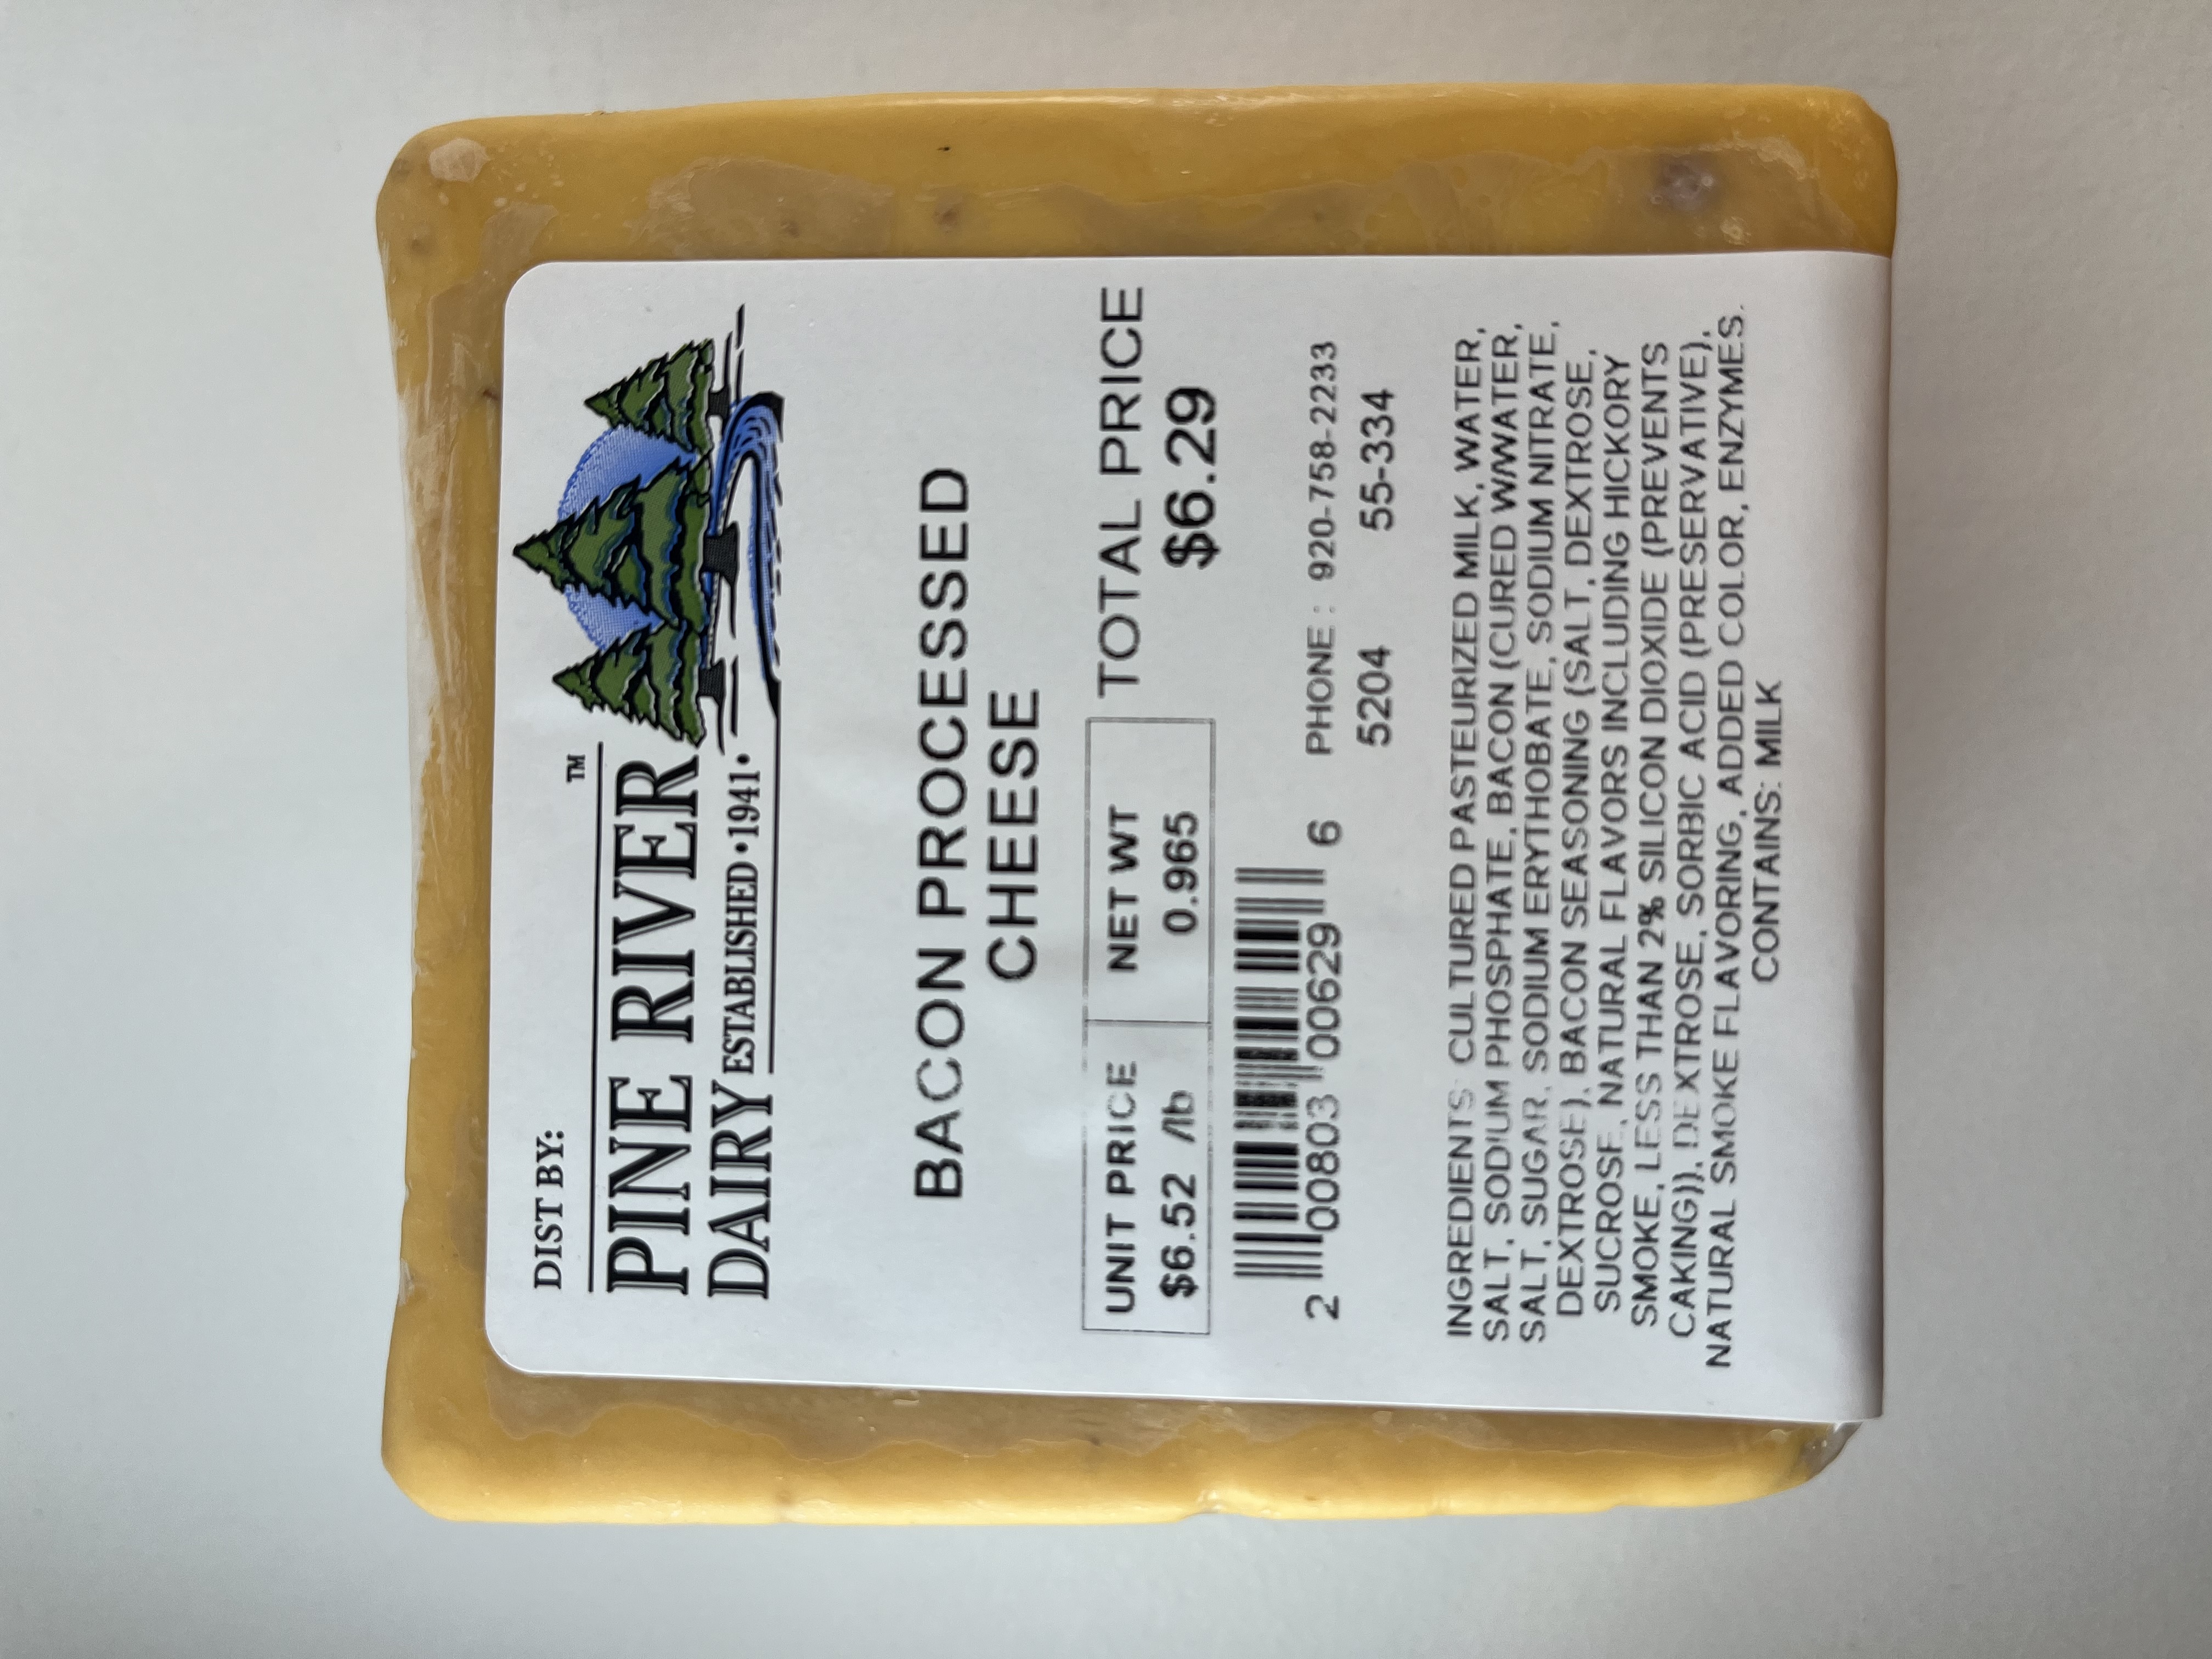 DIST BY:
PINE RIVER™
DAIRY ESTABLISHED•1941•
BACON PROCESSED
CHEESE
UNIT PRICE NET WT TOTAL PRICE
$6.52 /lb 0.965 $6.29
2 00803 00629 6 PHONE: 920-758-2233
5204 55-334
INGREDIENTS: CULTURED PASTEURIZED MILK, WATER,
SALT, SODIUM PHOSPHATE, BACON (CURED W/WATER,
SALT, SUGAR, SODIUM ERYTHOBATE, SODIUM NITRATE,
DEXTROSE), BACON SEASONING (SALT, DEXTROSE,
SUCROSE, NATURAL FLAVORS INCLUDING HICKORY
SMOKE, LESS THAN 2% SILICON DIOXIDE (PREVENTS
CAKING)), DEXTROSE, SORBIC ACID (PRESERVATIVE),
NATURAL SMOKE FLAVORING, ADDED COLOR, ENZYMES.
CONTAINS: MILK